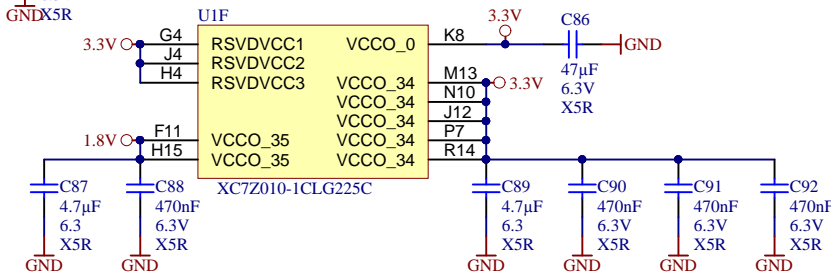 GND
X5R
U1F
3.3V
G4 RSVDVCC1 VCCO_0 K8
J4 RSVDVCC2
H4 RSVDVCC3 VCCO_34 M13 3.3V
VCCO_34 N10
VCCO_34 J12
1.8V F11 VCCO_35 VCCO_34 P7
H15 VCCO_35 VCCO_34 R14
XC7Z010-1CLG225C
3.3V
C86
47µF
6.3V
X5R
GND
C87
4.7µF
6.3
X5R
GND
C88
470nF
6.3V
X5R
GND
C89
4.7µF
6.3
X5R
GND
C90
470nF
6.3V
X5R
GND
C91
470nF
6.3V
X5R
GND
C92
470nF
6.3V
X5R
GND